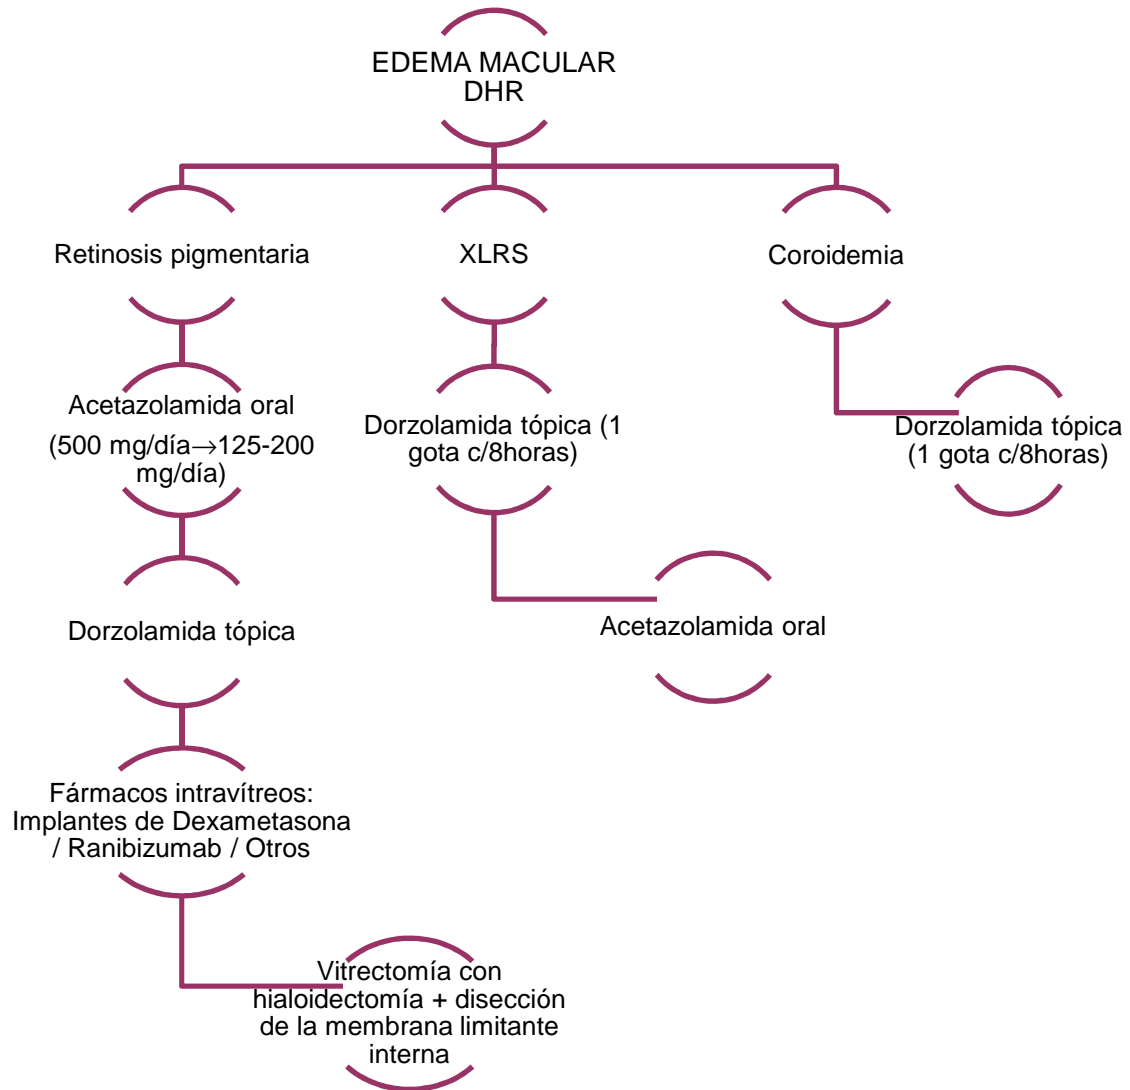 EDEMA MACULAR
DHR
Retinosis pigmentaria
XLRS
Coroidemia
Acetazolamida oral
(500 mg/día→125-200
mg/día)
Dorzolamida tópica (1
gota c/8horas)
Dorzolamida tópica
(1 gota c/8horas)
Dorzolamida tópica
Acetazolamida oral
Fármacos intravítreos:
Implantes de Dexametasona
/ Ranibizumab / Otros
Vitrectomía con
hialoidectomía + disección
de la membrana limitante
interna